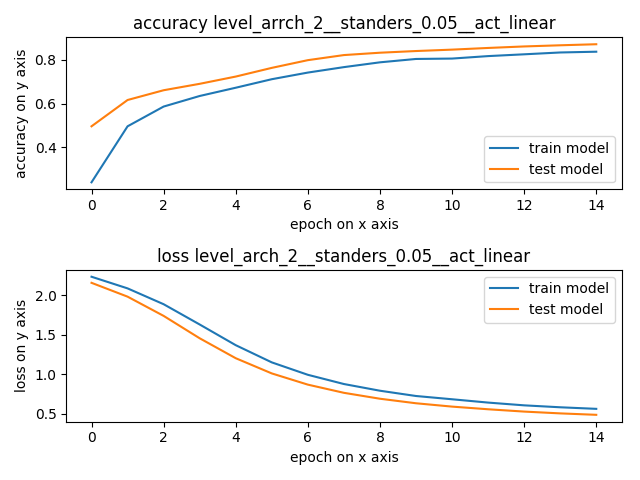 accuracy level_arrch_2__standers_0.05__act_linear
accuracy on y axis
0.8
0.6
0.4
train model
test model
0 2 4 6 8 10 12 14
epoch on x axis
loss level_arch_2__standers_0.05__act_linear
loss on y axis
2.0
1.5
1.0
0.5
train model
test model
0 2 4 6 8 10 12 14
epoch on x axis